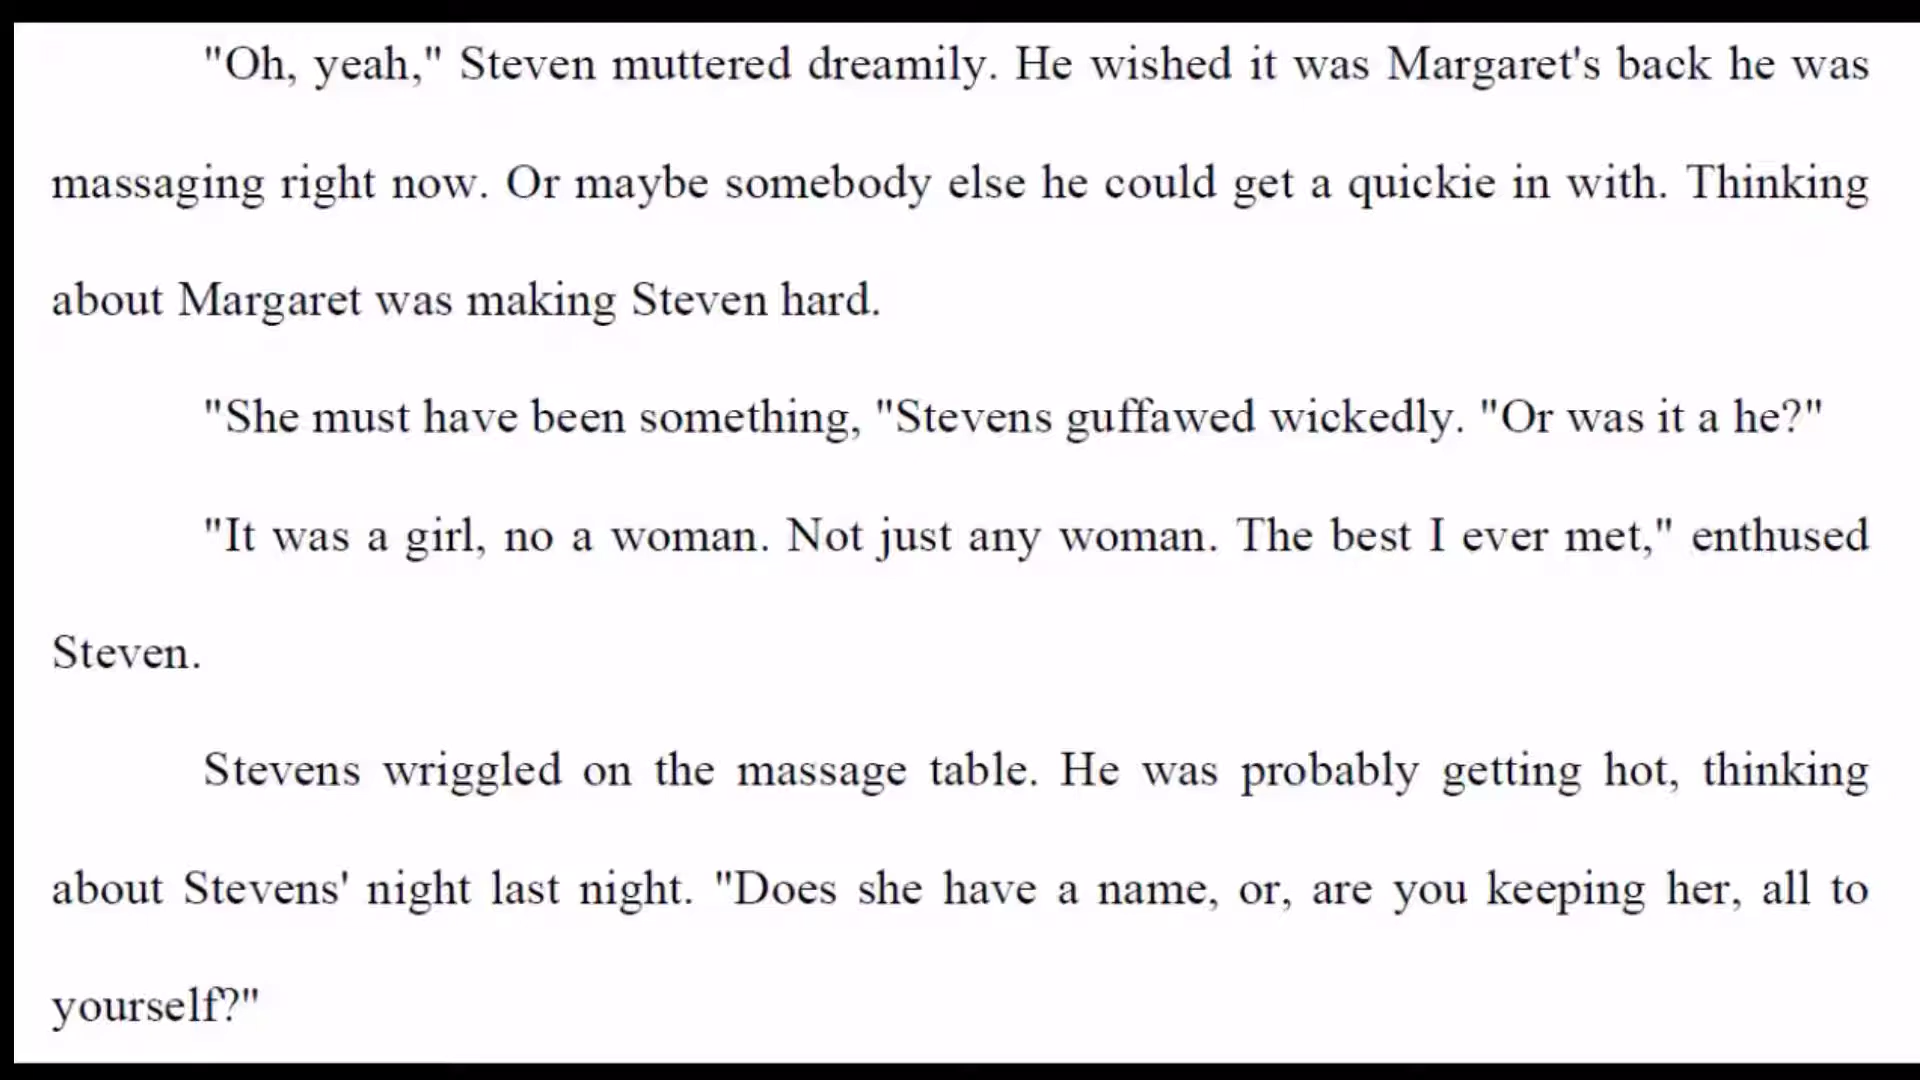 "Oh, yeah," Steven muttered dreamily. He wished it was Margaret's back he was
massaging right now. Or maybe somebody else he could get a quickie in with. Thinking
about Margaret was making Steven hard.
"She must have been something, "Stevens guffawed wickedly. "Or was it a he?"
"It was a girl, no a woman. Not just any woman. The best I ever met," enthused
Steven.
Stevens wriggled on the massage table. He was probably getting hot, thinking
about Stevens' night last night. "Does she have a name, or, are you keeping her, all to
yourself?"